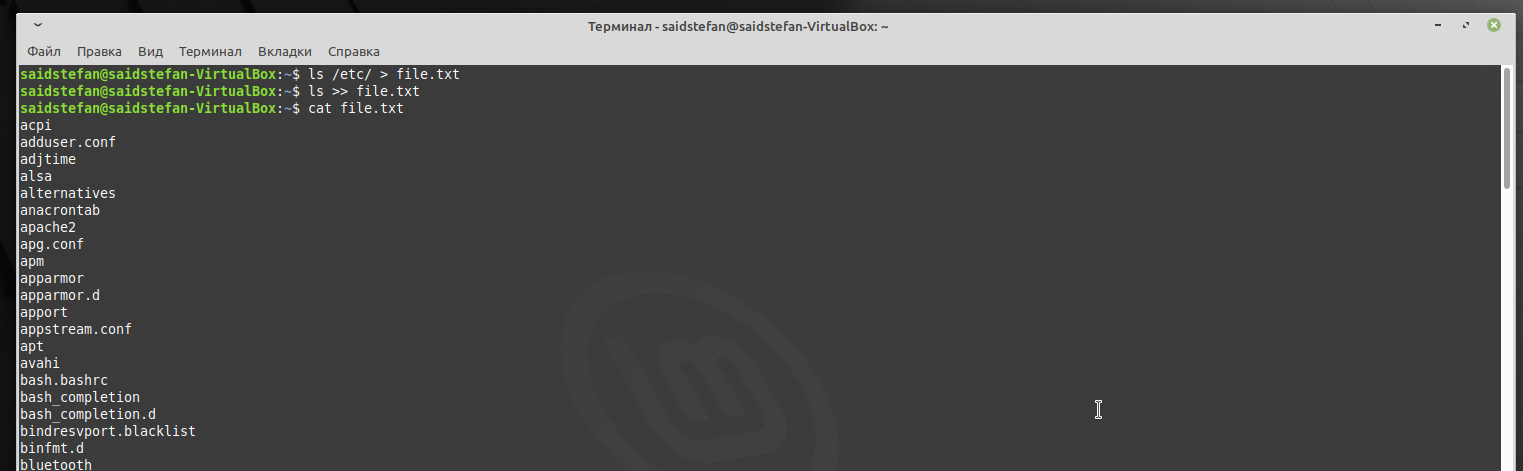 Терминал - saidstefan@saidstefan-VirtualBox: ~
Файл Правка Вид Терминал Вкладки Справка
saidstefan@saidstefan-VirtualBox:~$ ls /etc/ > file.txt
saidstefan@saidstefan-VirtualBox:~$ ls >> file.txt
saidstefan@saidstefan-VirtualBox:~$ cat file.txt
acpi
adduser.conf
adjtime
alsa
alternatives
anacrontab
apache2
apg.conf
apm
apparmor
apparmor.d
apport
appstream.conf
apt
avahi
bash.bashrc
bash_completion
bash_completion.d
bindresvport.blacklist
binfmt.d
bluetooth